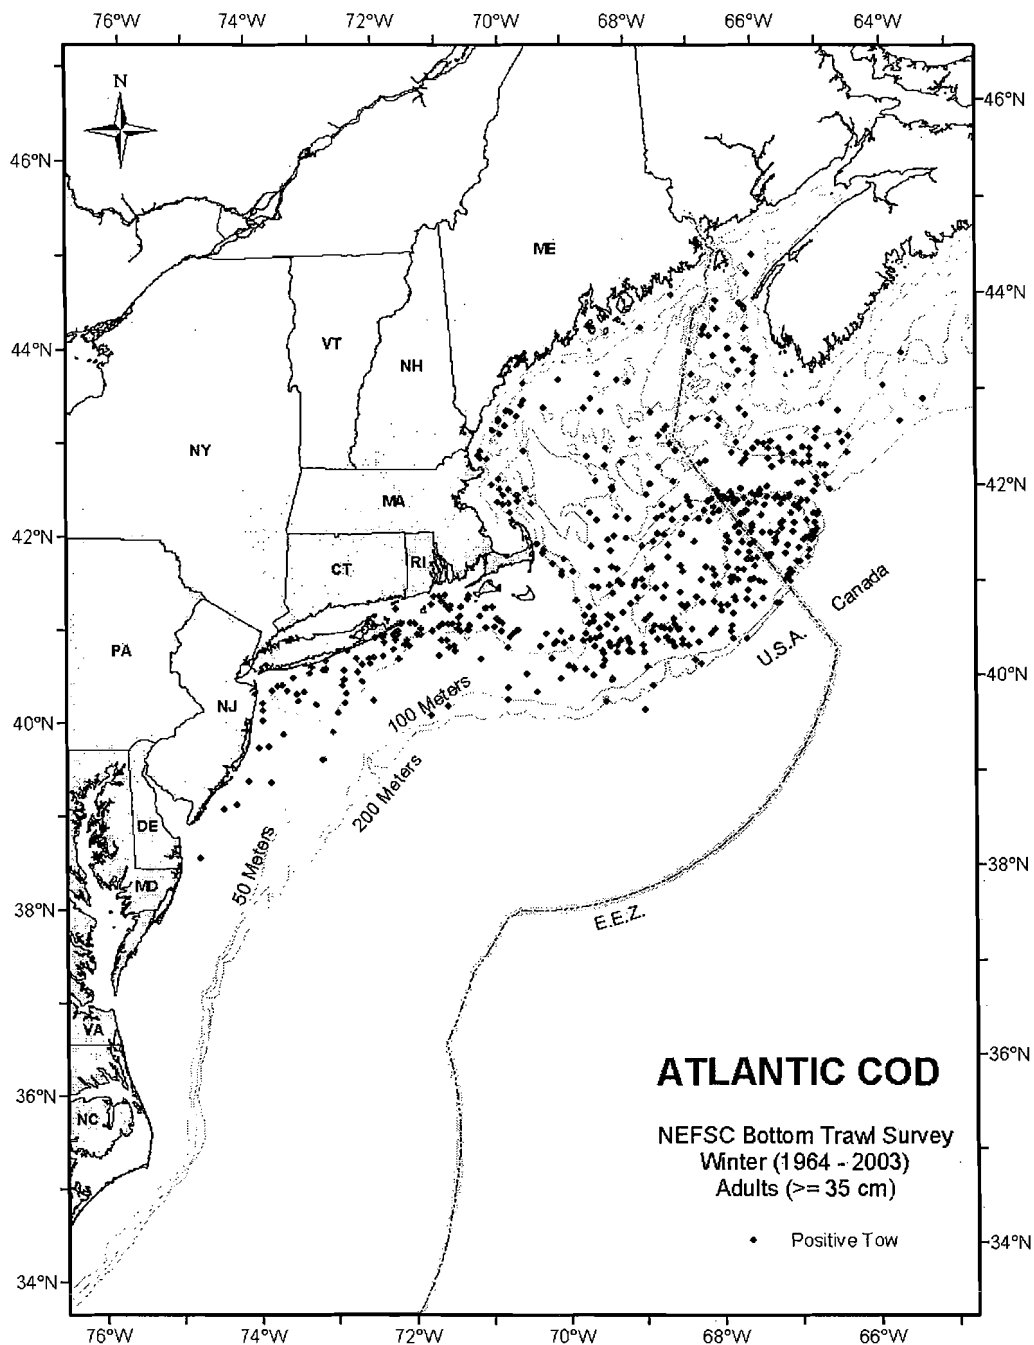 76°W 74°W 72°W 70°W 68°W 66°W 64°W
N
46°N
46°N
ME
44°N
44°N
VT
NH
NY
42°N
MA
42°N
CT
RI
Canada
PA
U.S.A.
40°N
NJ
100 Meters
40°N
200 Meters
DE
50 Meters
38°N
MD
38°N
E.E.Z.
VA
36°N
ATLANTIC COD
36°N
NC
NEFSC Bottom Trawl Survey
Winter (1964 - 2003)
Adults (>= 35 cm)
Positive Tow
34°N
34°N
76°W 74°W 72°W 70°W 68°W 66°W